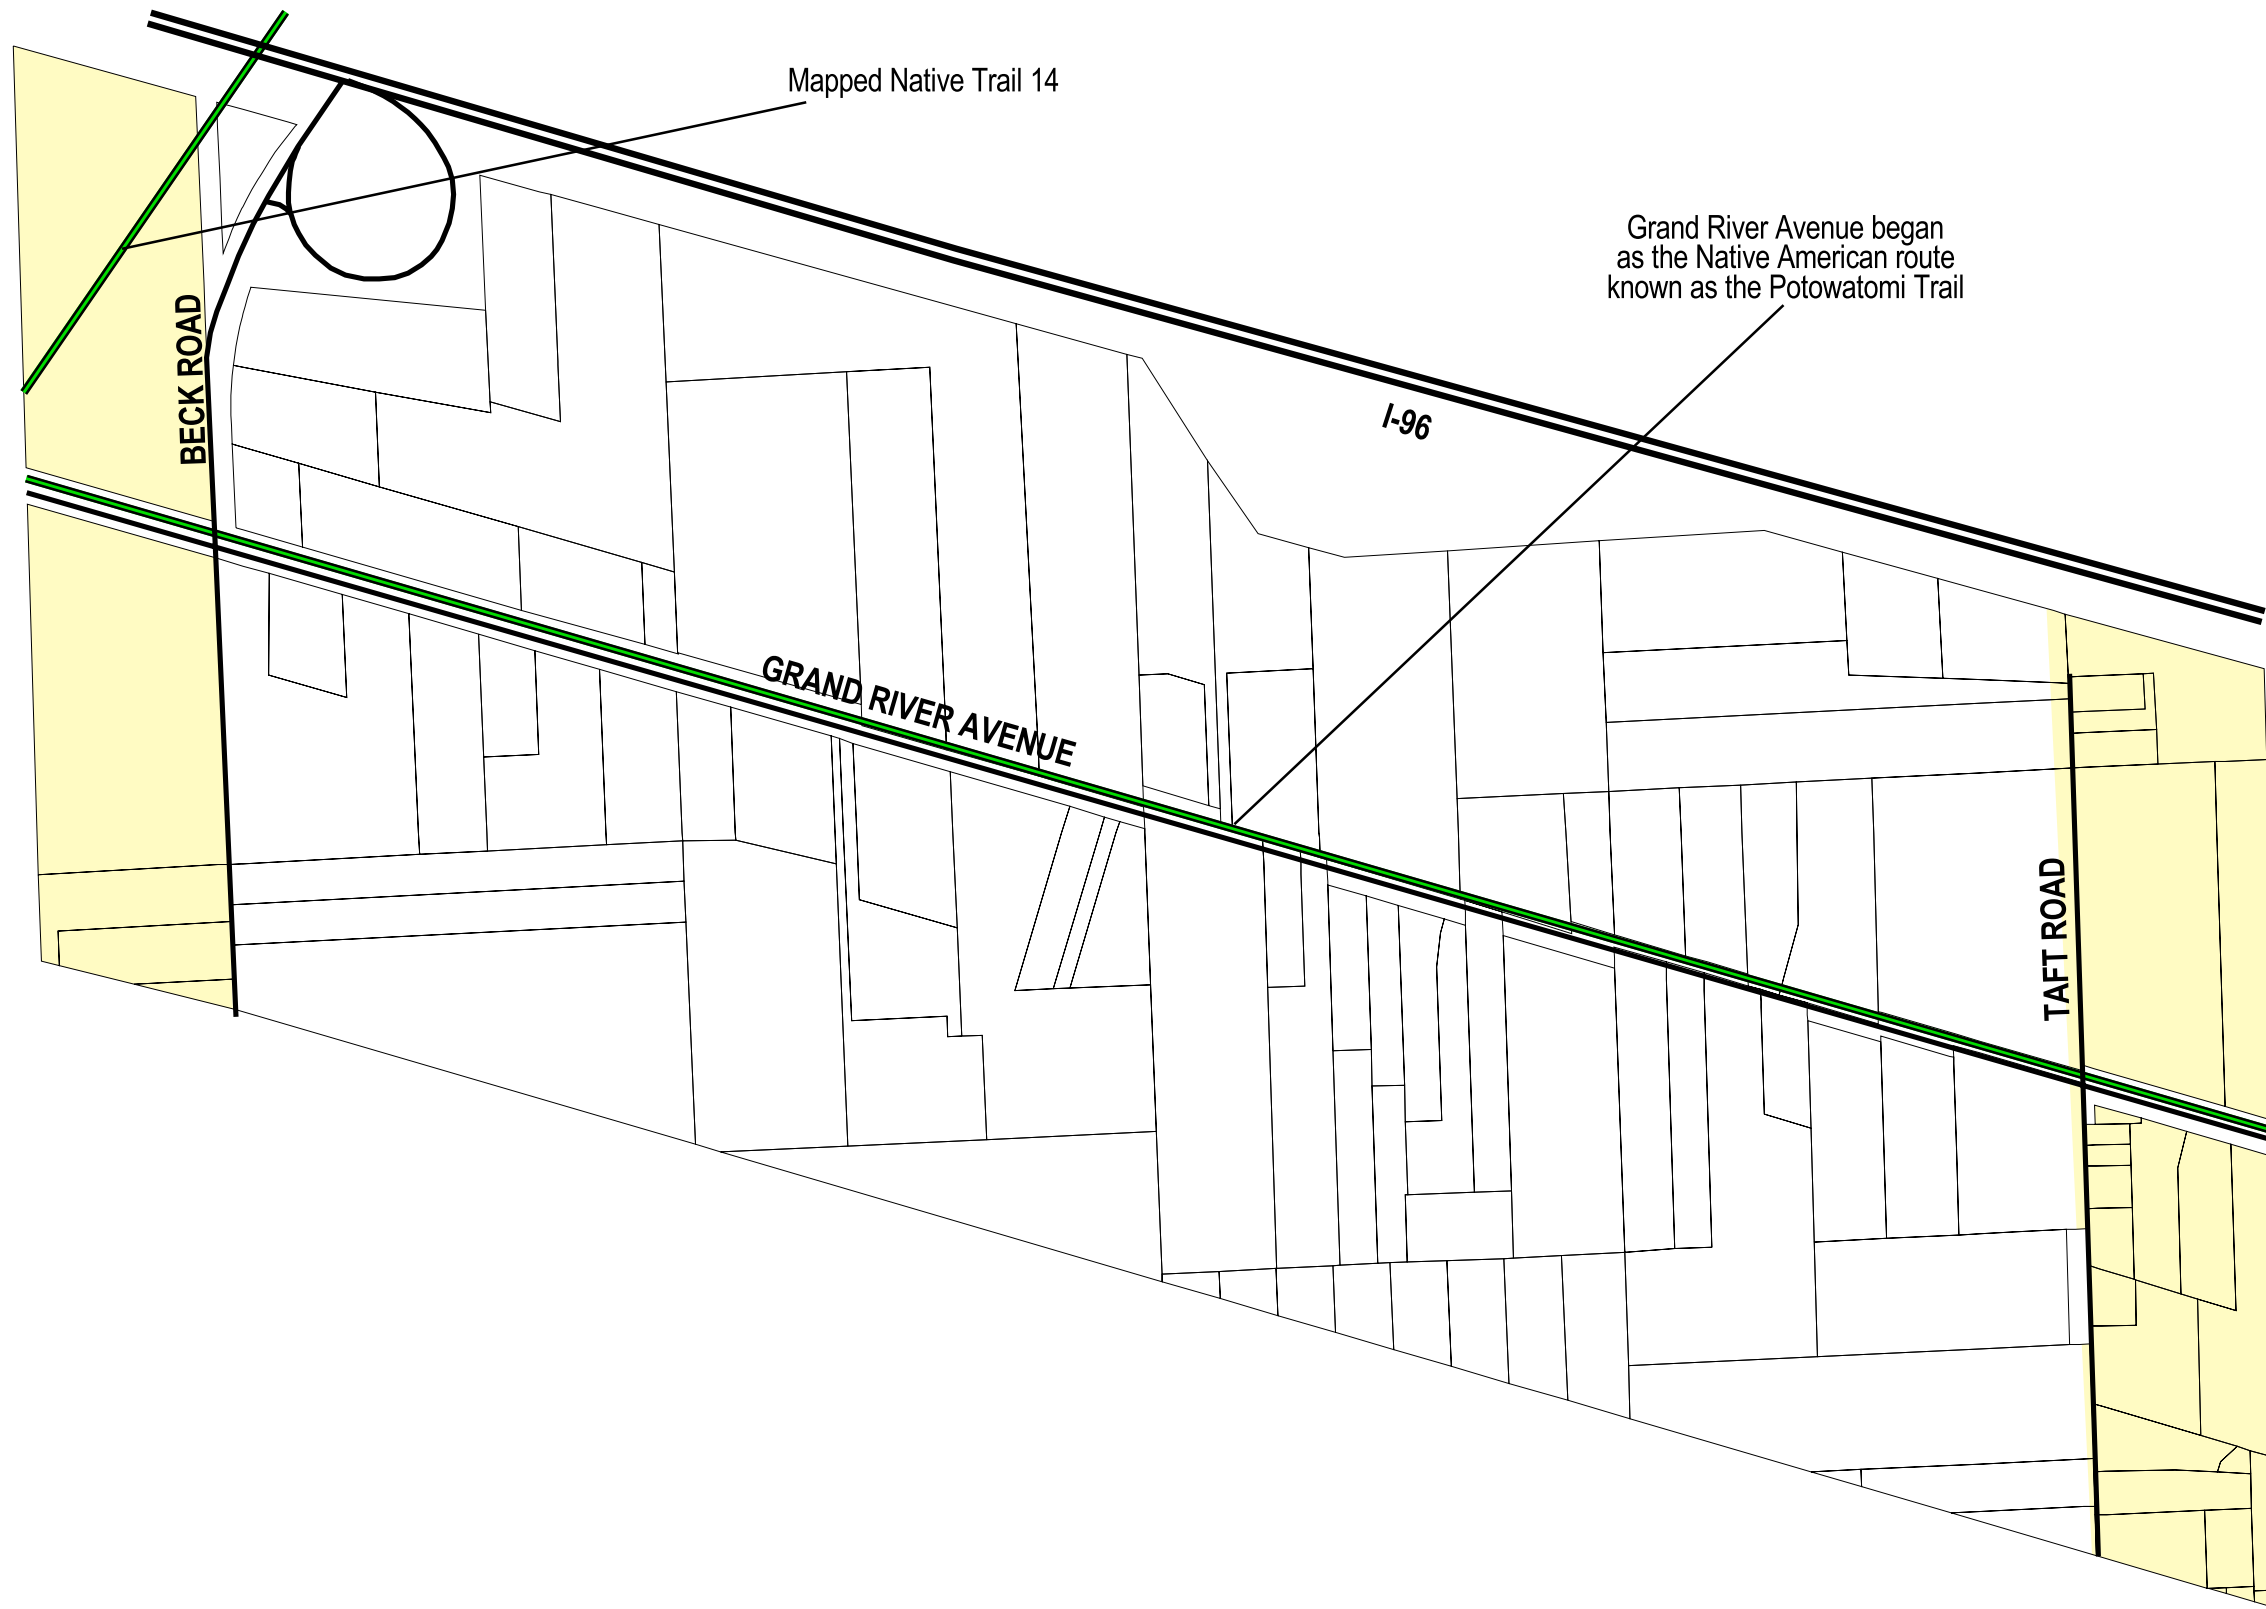 Mapped Native Trail 14
Grand River Avenue began
as the Native American route
known as the Potowatomi Trail
BECK ROAD
I-96
GRAND RIVER AVENUE
TAFT ROAD